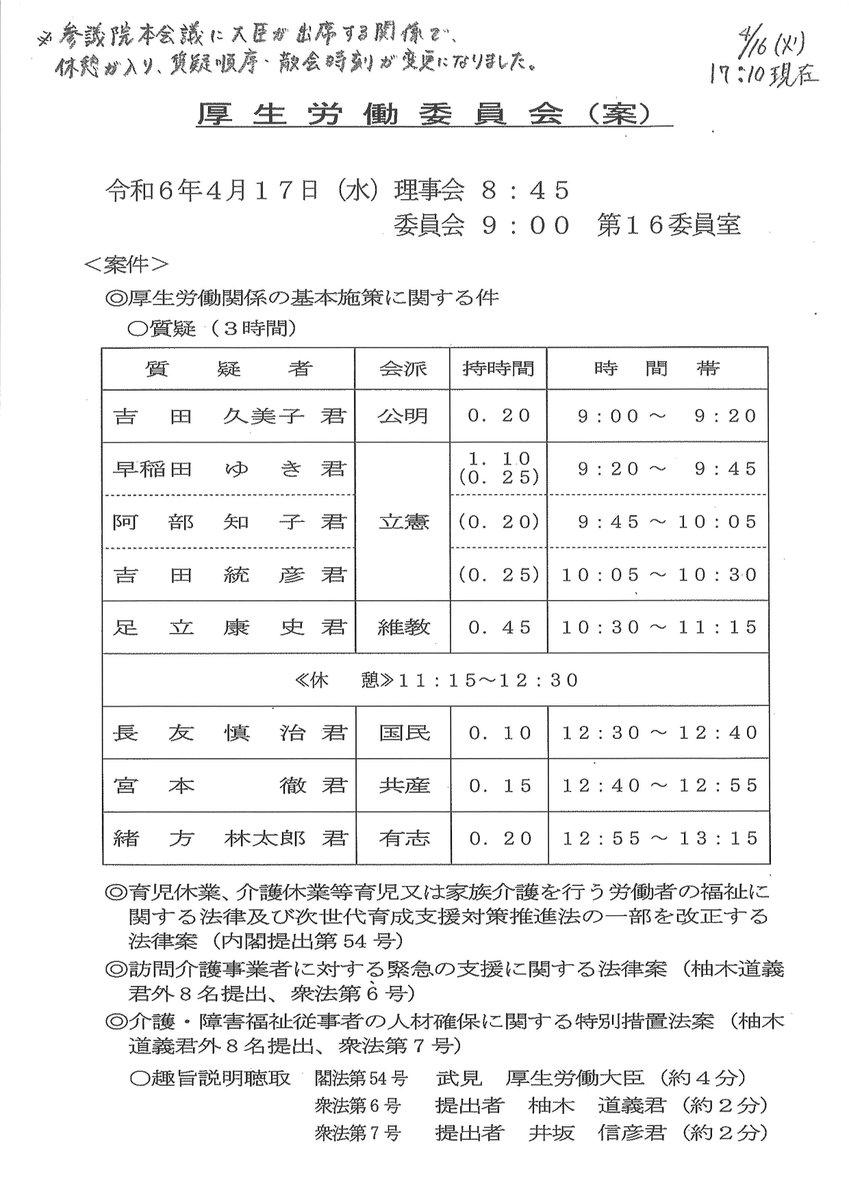 ※参議院本会議に大臣が出席する関係で、
休憩が入り、質疑順序・散会時刻が変更になりました。
4/16(火)
17:10現在
厚生労働委員会(案)
令和6年4月17日(水)理事会 8:45
委員会 9:00 第16委員室
<案件>
◎厚生労働関係の基本施策に関する件
○質疑(3時間)
質疑者 会派 持時間 時間帯
吉田 久美子君 公明 0.20 9:00~ 9:20
早稲田 ゆき君 立憲 1.10 (0.25) 9:20~ 9:45
阿部 知子君 (0.20) 9:45~10:05
吉田 統彦君 (0.25) 10:05~10:30
足立 康史君 維教 0.45 10:30~11:15
≪休 憩≫11:15~12:30
長友 慎治君 国民 0.10 12:30~12:40
宮本 徹君 共産 0.15 12:40~12:55
緒方 林太郎君 有志 0.20 12:55~13:15
◎育児休業、介護休業等育児又は家族介護を行う労働者の福祉に
関する法律及び次世代育成支援対策推進法の一部を改正する
法律案(内閣提出第54号)
◎訪問介護事業者に対する緊急の支援に関する法律案(柚木道義
君外8名提出、衆法第6号)
◎介護・障害福祉従事者の人材確保に関する特別措置法案(柚木
道義君外8名提出、衆法第7号)
○趣旨説明聴取 閣法第54号 武見 厚生労働大臣(約4分)
衆法第6号 提出者 柚木 道義君(約2分)
衆法第7号 提出者 井坂 信彦君(約2分)